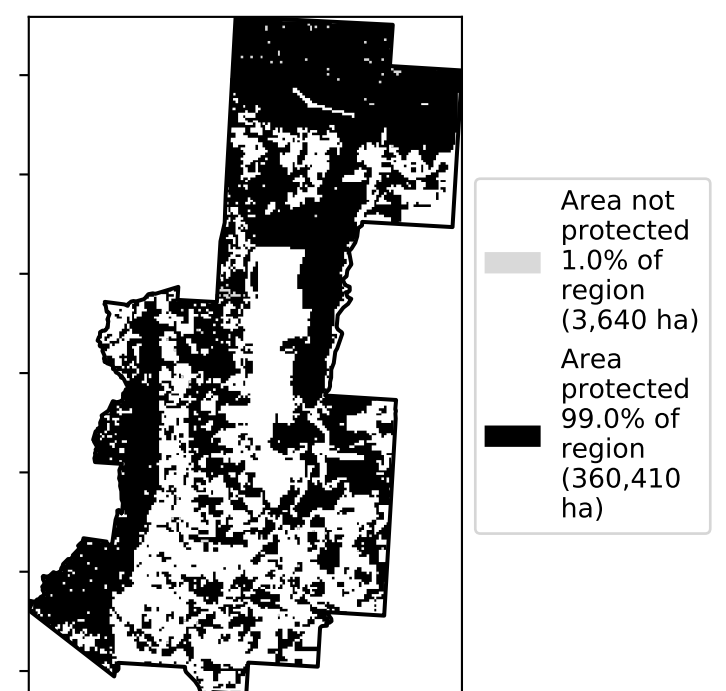 Area not
protected
1.0% of
region
(3,640 ha)
Area
protected
99.0% of
region
(360,410
ha)